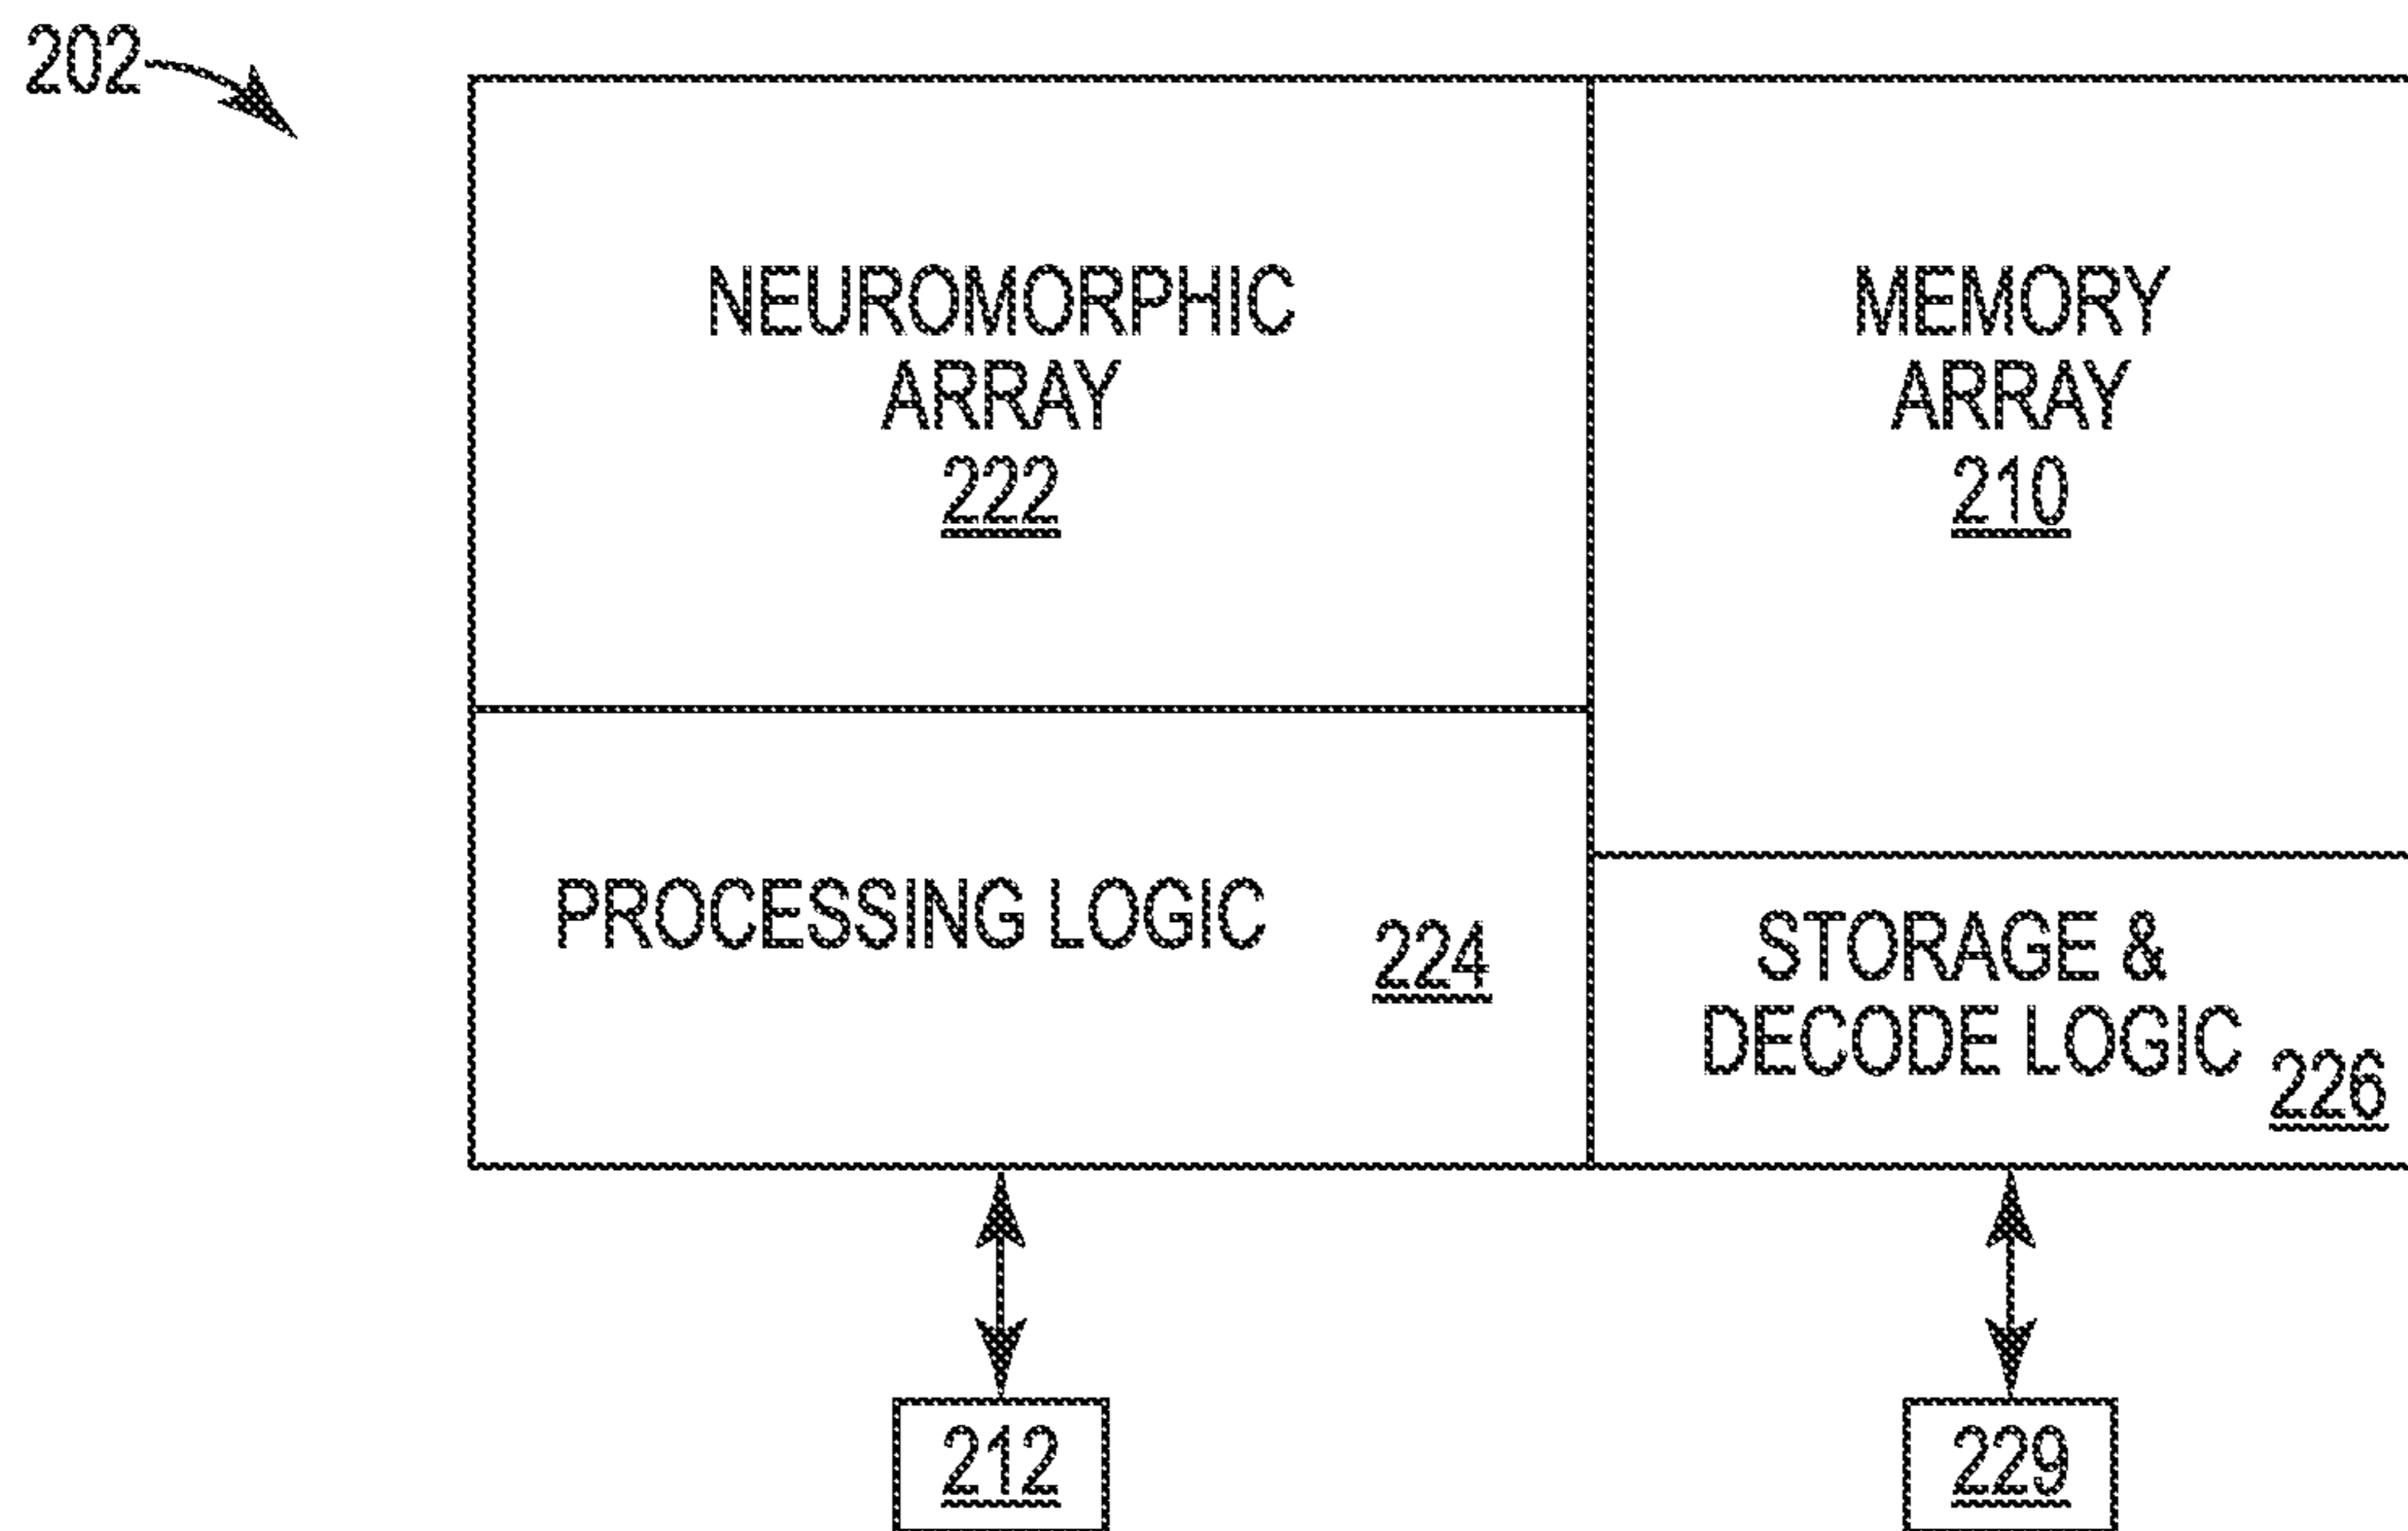 202
NEUROMORPHIC
ARRAY
222
MEMORY
ARRAY
210
PROCESSING LOGIC
224
STORAGE &
DECODE LOGIC
226
212
229